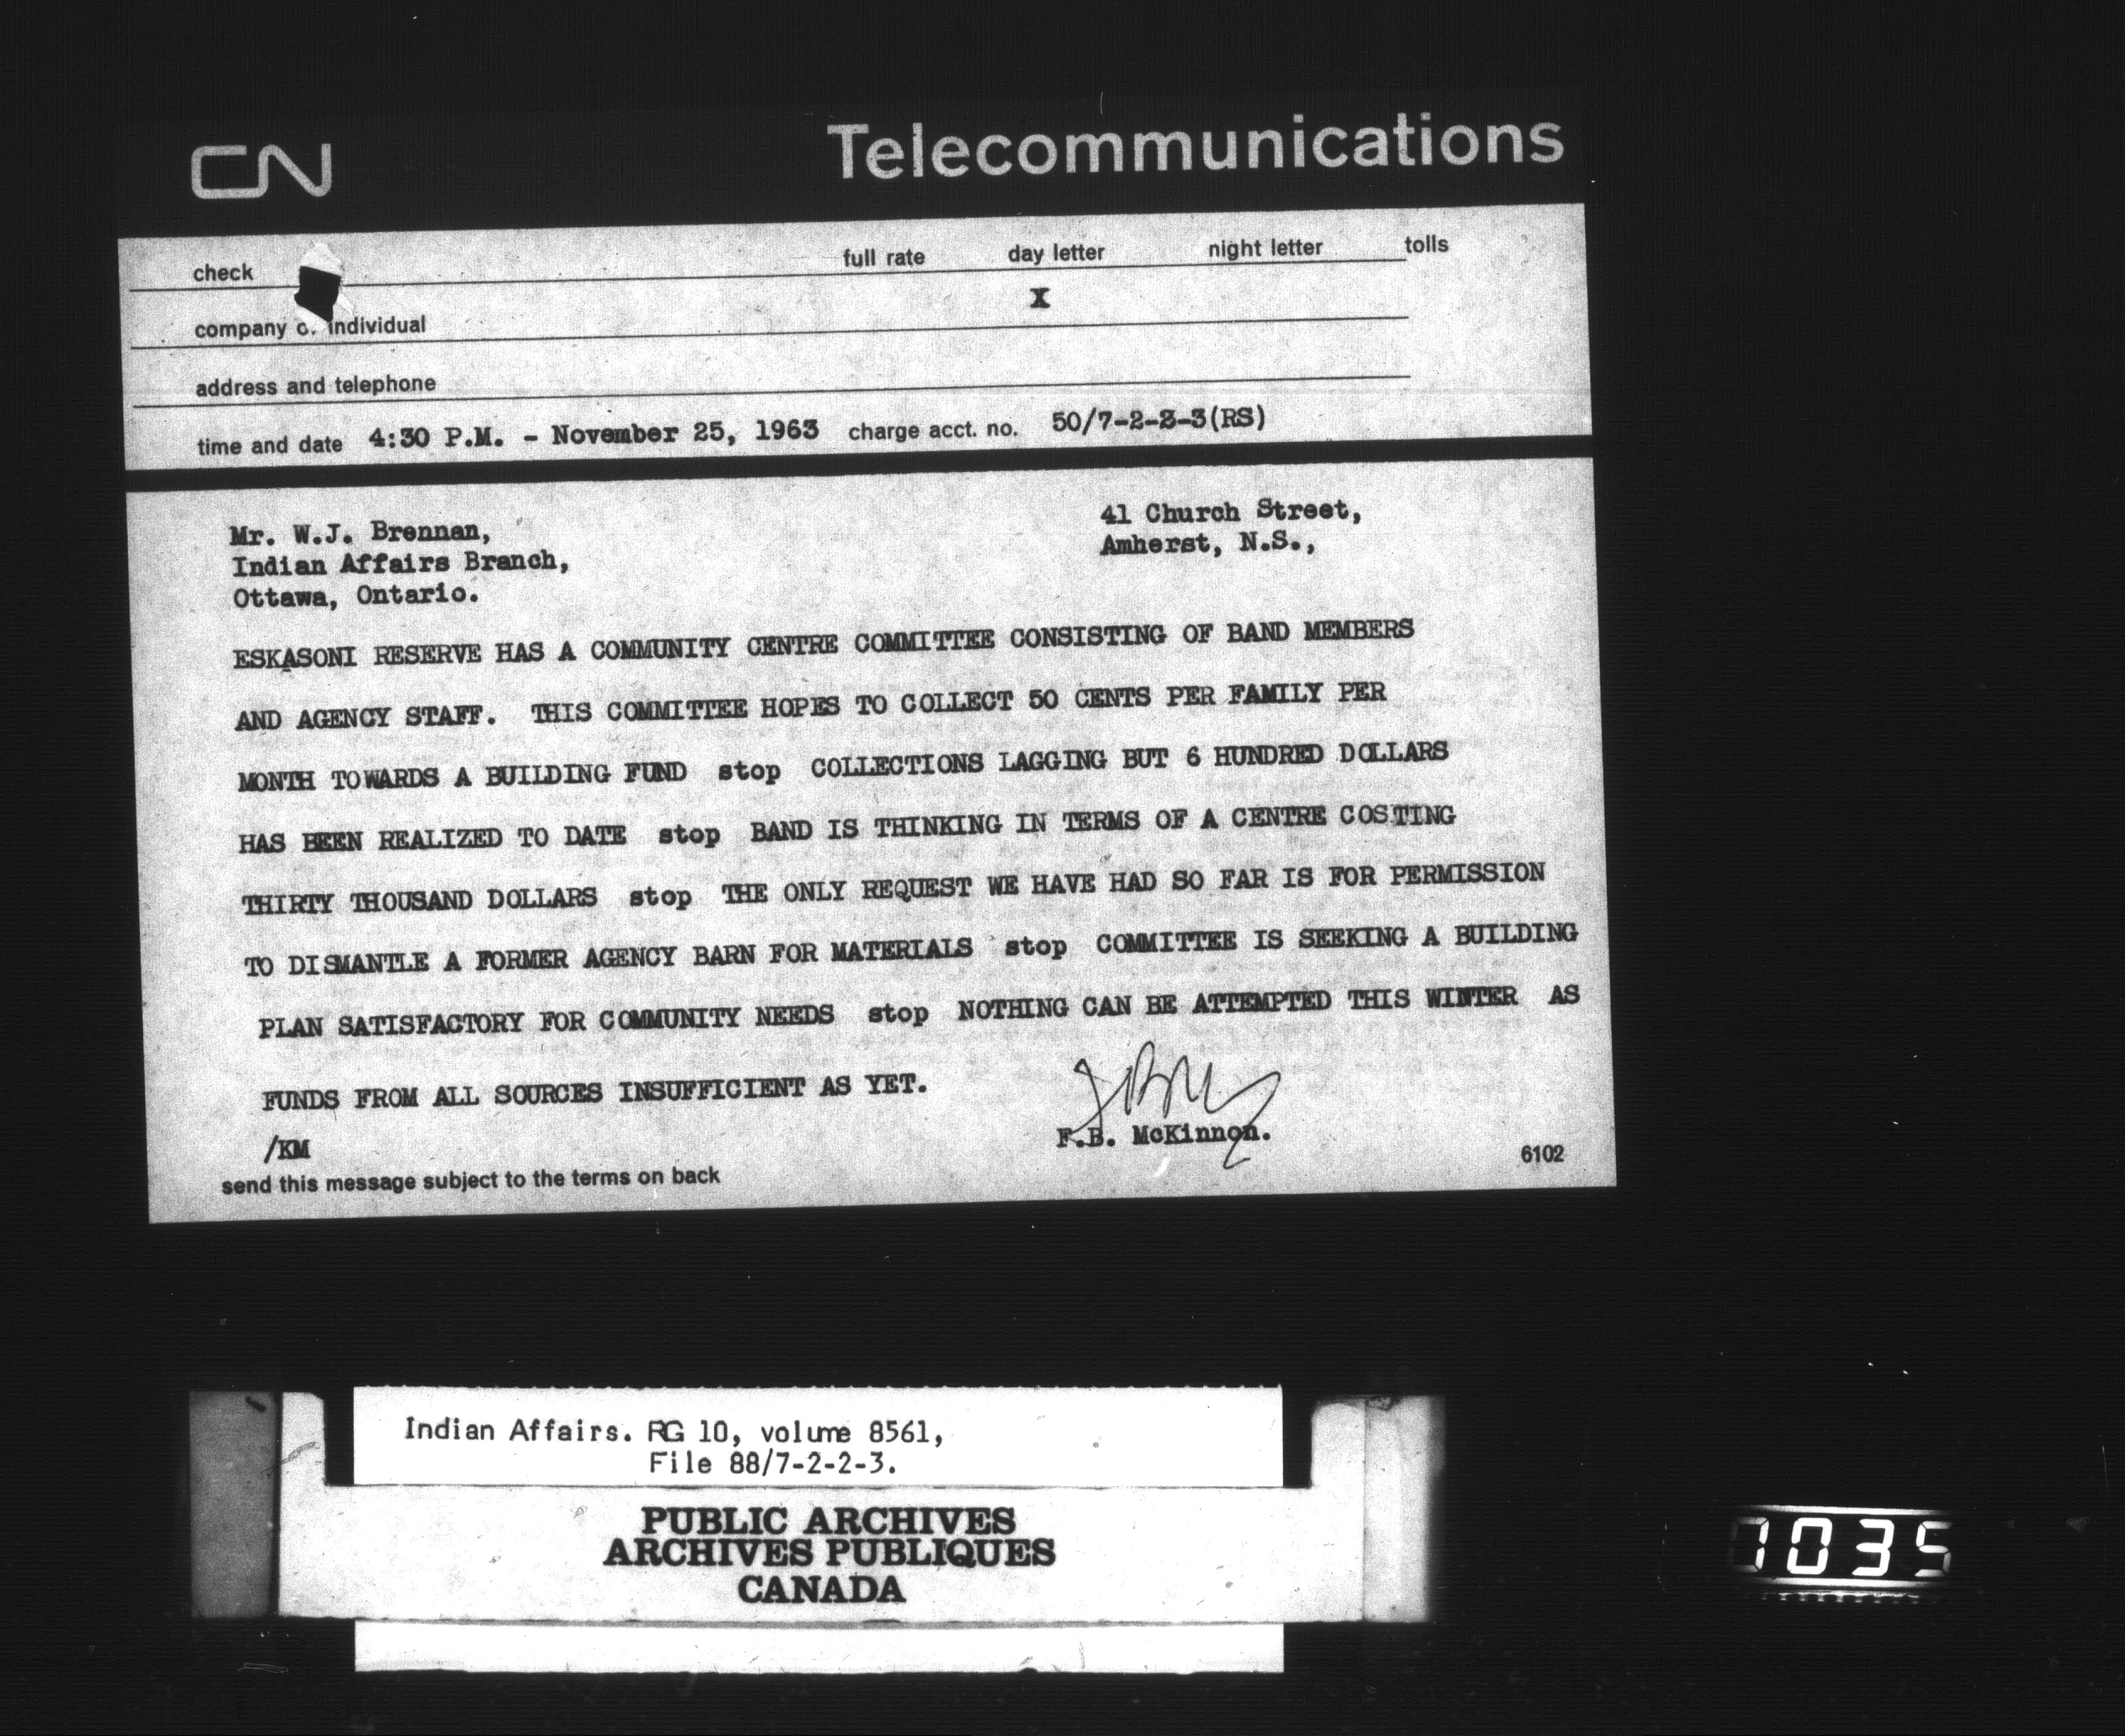 CN Telecommunications
check full rate day letter night letter tolls
X
company individual
address and telephone
time and date 4:30 P.M. - November 25, 1963 charge acct. no. 50/7-2-2-3(RS)
41 Church Street,
Amherst, N.S.,
Mr. W.J. Brennan,
Indian Affairs Branch,
Ottawa, Ontario.
ESKASONI RESERVE HAS A COMMUNITY CENTRE COMMITTEE CONSISTING OF BAND MEMBERS
AND AGENCY STAFF. THIS COMMITTEE HOPES TO COLLECT 50 CENTS PER FAMILY PER
MONTH TOWARDS A BUILDING FUND stop COLLECTIONS LAGGING BUT 6 HUNDRED DOLLARS
HAS BEEN REALIZED TO DATE stop BAND IS THINKING IN TERMS OF A CENTRE COSTING
THIRTY THOUSAND DOLLARS stop THE ONLY REQUEST WE HAVE HAD SO FAR IS FOR PERMISSION
TO DISMANTLE A FORMER AGENCY BARN FOR MATERIALS stop COMMITTEE IS SEEKING A BUILDING
PLAN SATISFACTORY FOR COMMUNITY NEEDS stop NOTHING CAN BE ATTEMPTED THIS WINTER AS
FUNDS FROM ALL SOURCES INSUFFICIENT AS YET.
F.B. McKinnon.
/KM
6102
send this message subject to the terms on back
Indian Affairs. RG 10, volume 8561,
File 88/7-2-2-3.
PUBLIC ARCHIVES
ARCHIVES PUBLIQUES
CANADA